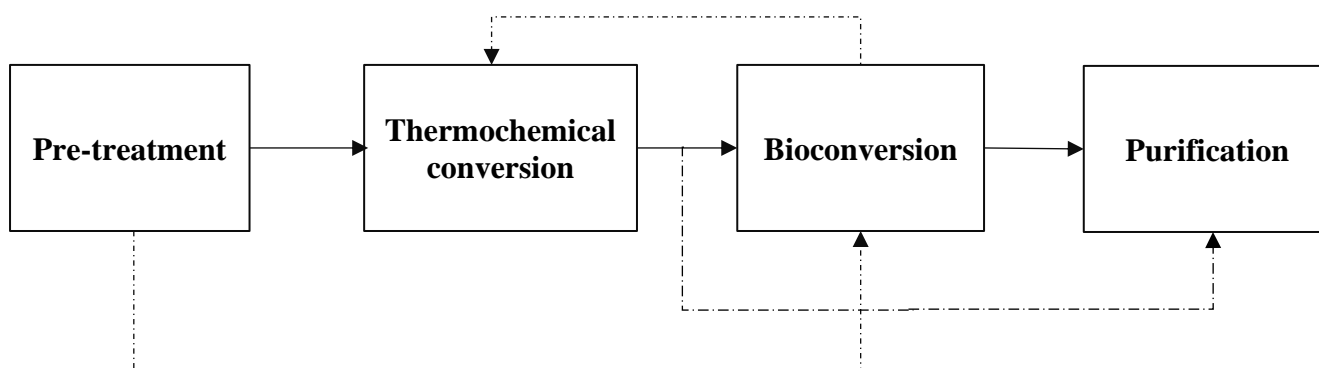 Pre-treatment
Thermochemical
conversion
Bioconversion
Purification